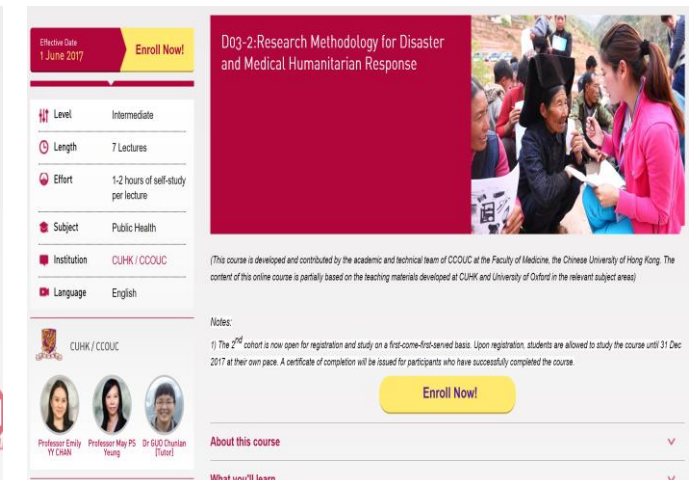 Effective Date
1 June 2017
Enroll Now!
Level Intermediate
Length 7 Lectures
Effort 1-2 hours of self-study
per lecture
Subject Public Health
Institution CUHK / CCOUC
Language English
CUHK / CCOUC
Professor Emily
YY CHAN
Professor May PS
Yeung
Dr GUO Chunlan
[Tutor]
D03-2:Research Methodology for Disaster
and Medical Humanitarian Response
(This course is developed and contributed by the academic and technical team of CCOUC at the Faculty of Medicine, the Chinese University of Hong Kong. The
content of this online course is partially based on the teaching materials developed at CUHK and University of Oxford in the relevant subject areas)
Notes:
1) The 2nd cohort is now open for registration and study on a first-come-first-served basis. Upon registration, students are allowed to study the course until 31 Dec
2017 at their own pace. A certificate of completion will be issued for participants who have successfully completed the course.
Enroll Now!
About this course
What you'll learn